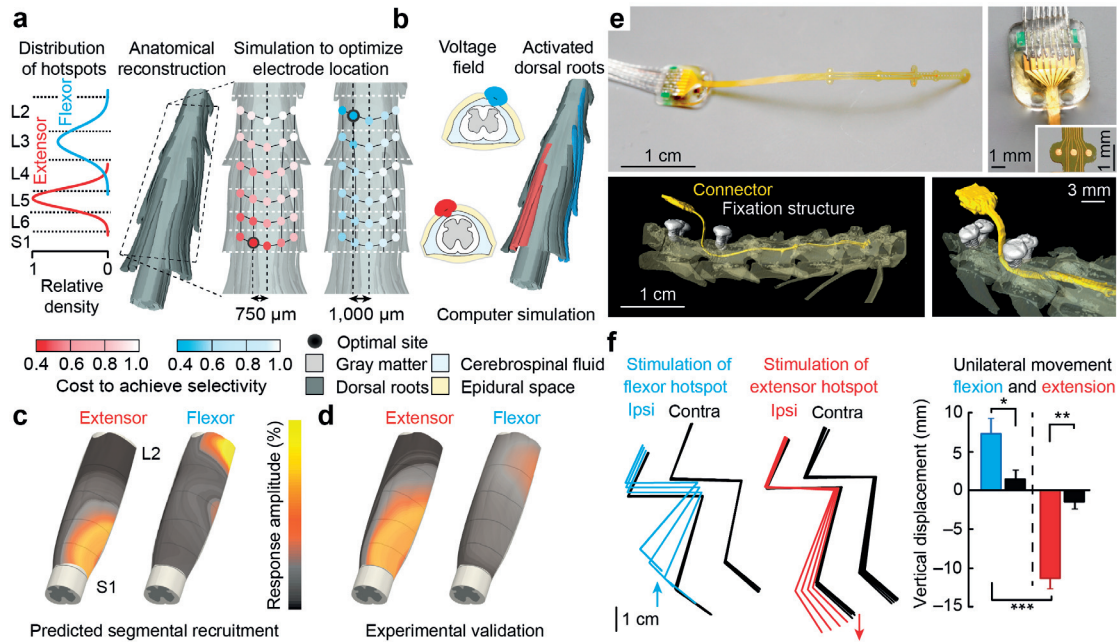 a
Distribution
of hotspots
Flexor
Extensor
L2
L3
L4
L5
L6
S1
1
0
Relative
density
Anatomical
reconstruction
Simulation to optimize
electrode location
750 µm
1,000 µm
0.4 0.6 0.8 1.0
0.4 0.6 0.8 1.0
Cost to achieve selectivity
b
Voltage
field
Activated
dorsal roots
Computer simulation
Optimal site
Gray matter
Cerebrospinal fluid
Dorsal roots
Epidural space
c
Extensor
Flexor
L2
S1
Response amplitude (%)
Predicted segmental recruitment
d
Extensor
Flexor
Experimental validation
e
1 cm
1 mm
1 mm
Connector
Fixation structure
1 cm
3 mm
f
Stimulation of
flexor hotspot
Ipsi Contra
Stimulation of
extensor hotspot
Ipsi Contra
1 cm
Unilateral movement
flexion and extension
Vertical displacement (mm)
10
5
0
−5
−10
−15
*
**
***